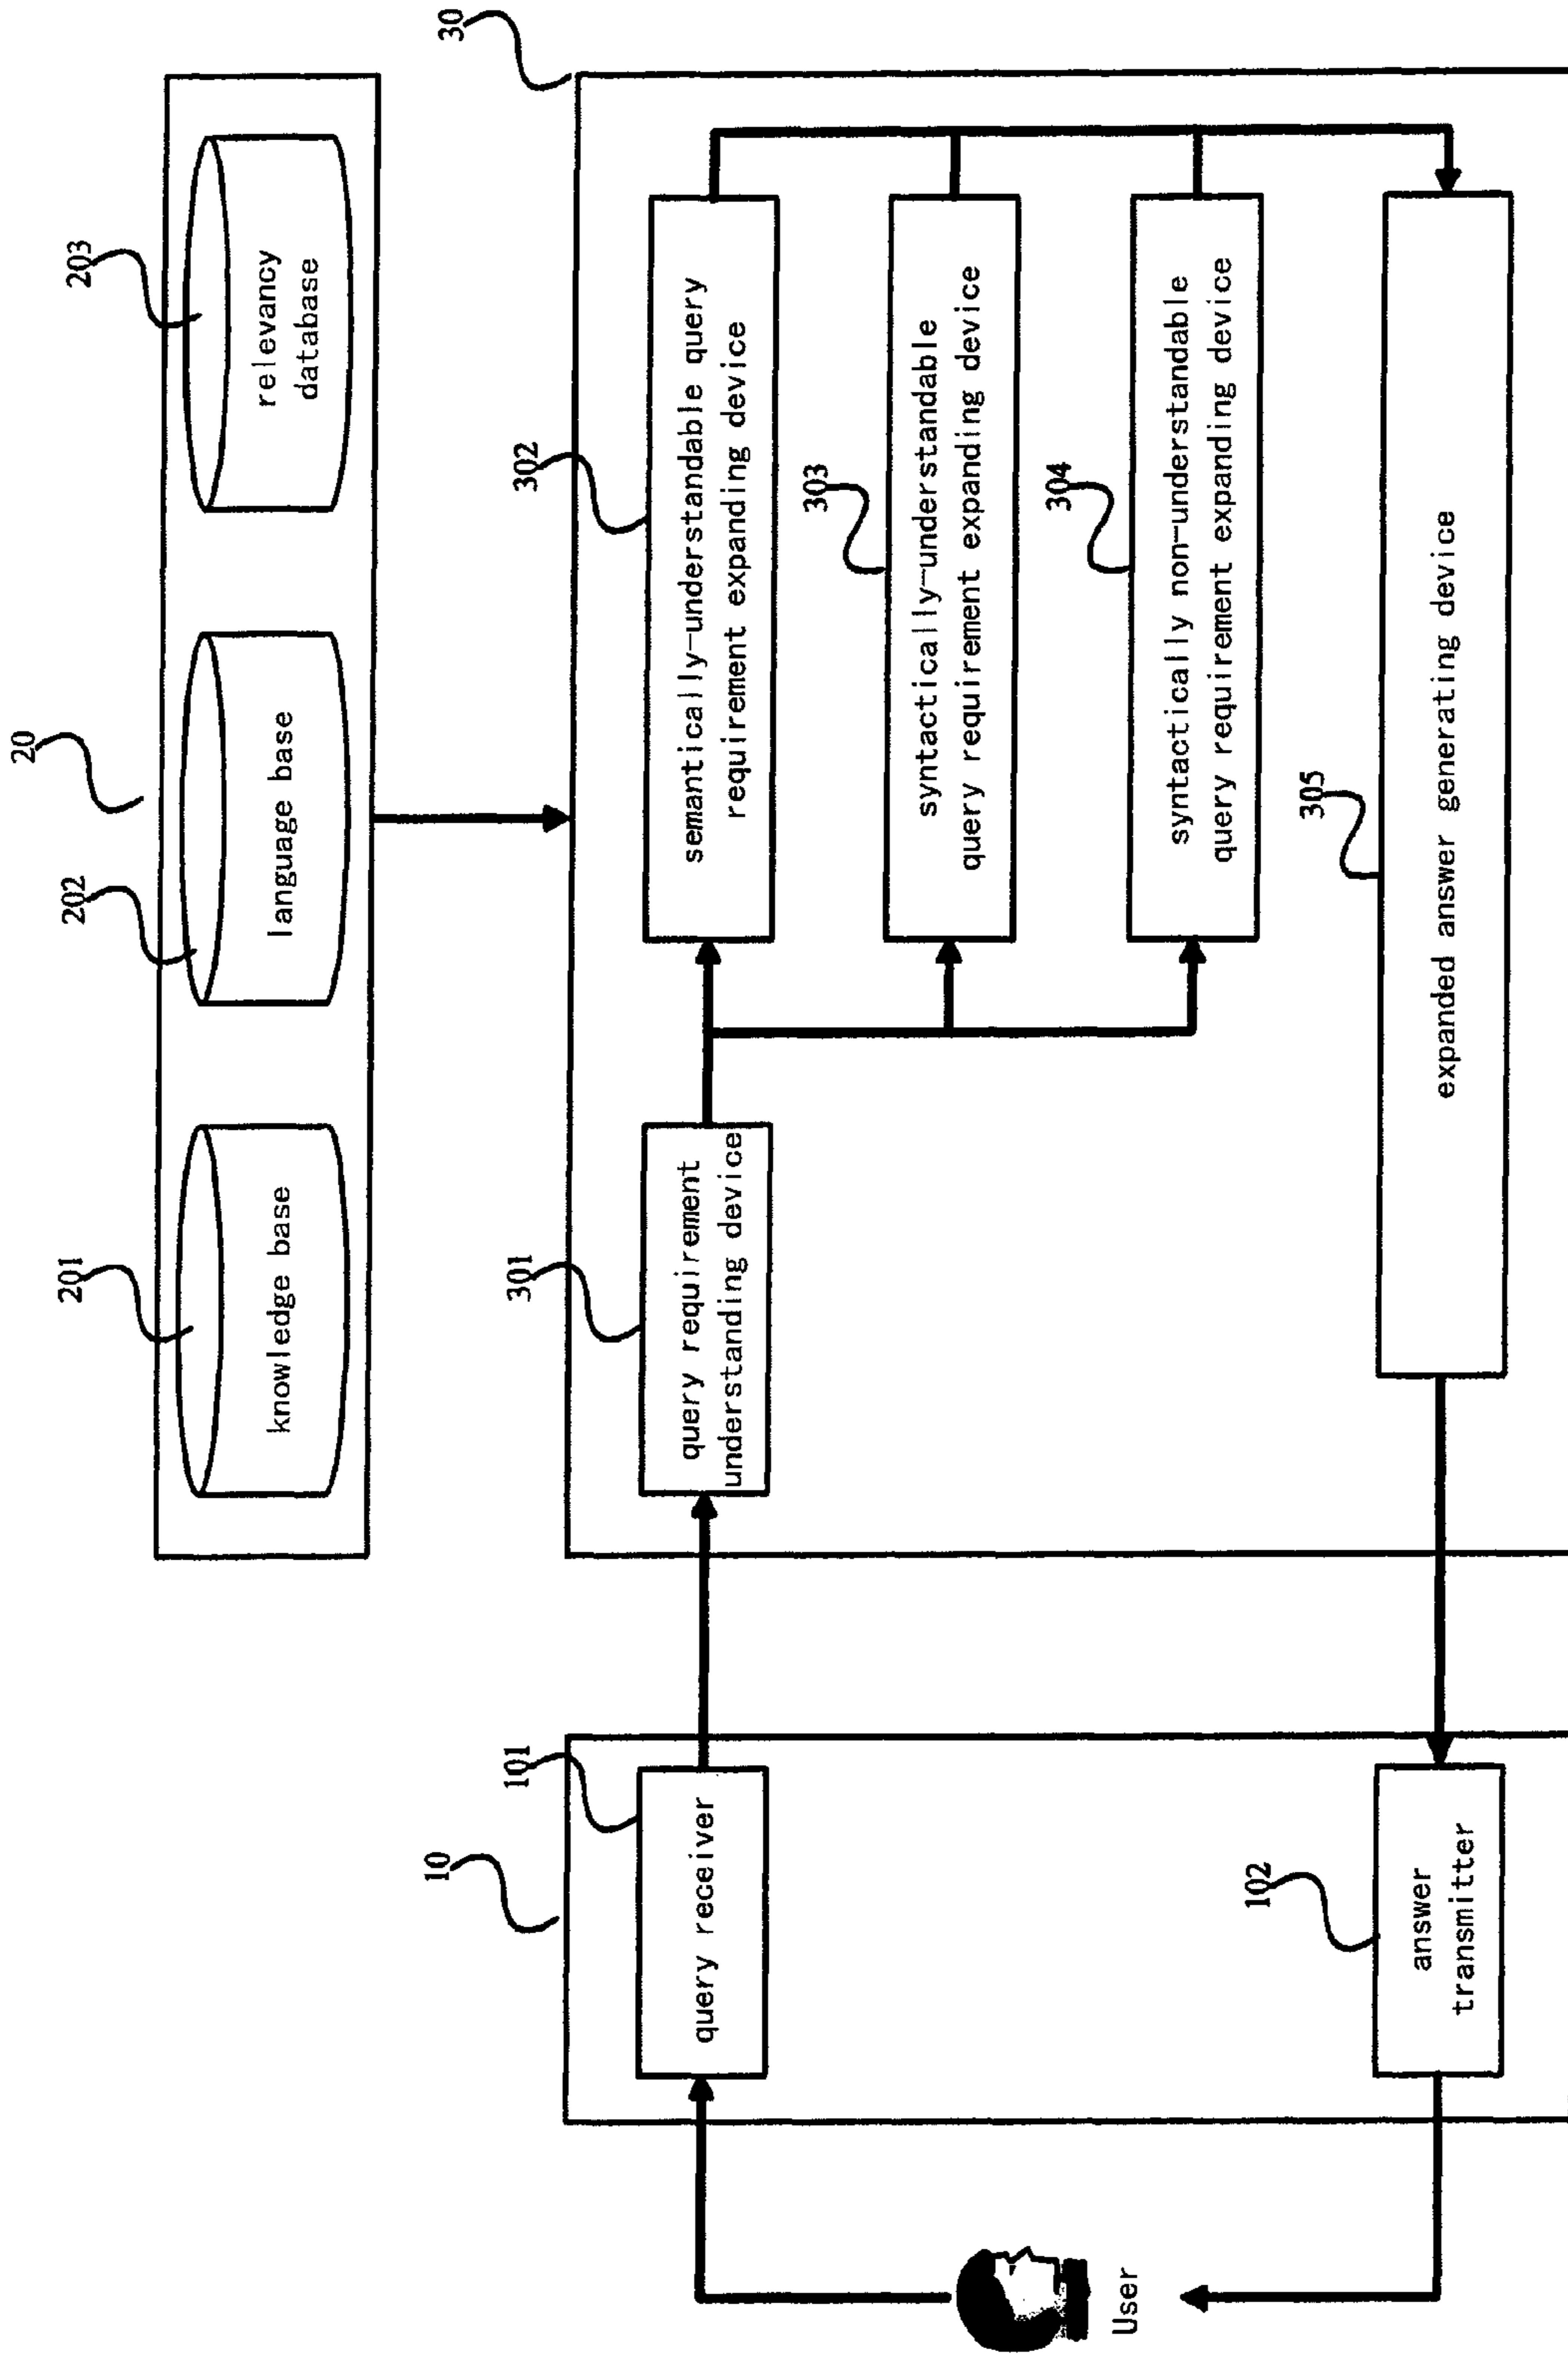 20
201
202
203
knowledge base
language base
relevancy
database
10
30
101
query receiver
301
query requirement
understanding device
302
semantically-understandable query
requirement expanding device
303
syntactically-understandable
query requirement expanding device
304
syntactically non-understandable
query requirement expanding device
305
expanded answer generating device
102
answer
transmitter
User